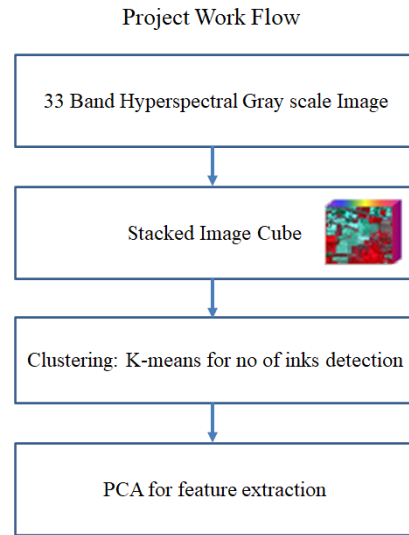 Project Work Flow
33 Band Hyperspectral Gray scale Image
Stacked Image Cube
Clustering: K-means for no of inks detection
PCA for feature extraction